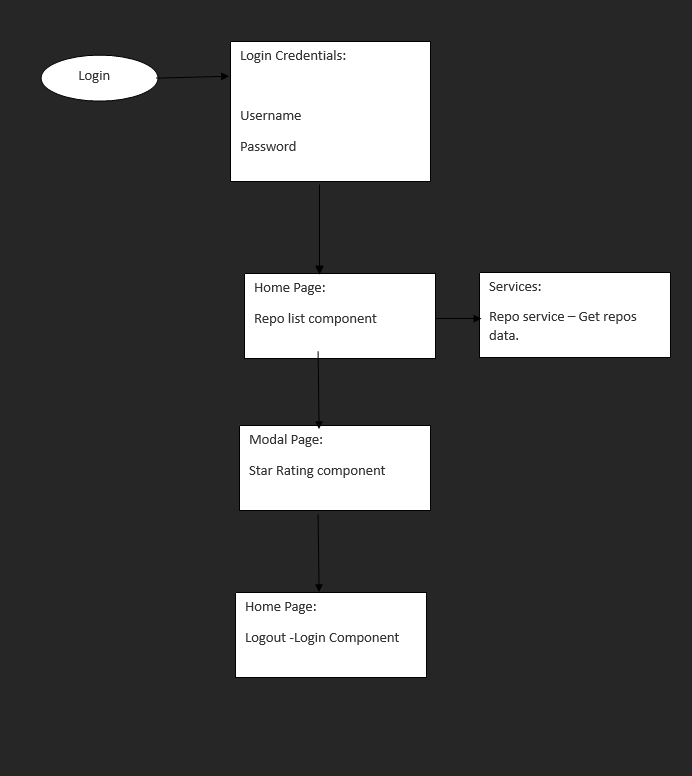 Login
Login Credentials:
Username
Password
Home Page:
Repo list component
Services:
Repo service – Get repos
data.
Modal Page:
Star Rating component
Home Page:
Logout -Login Component